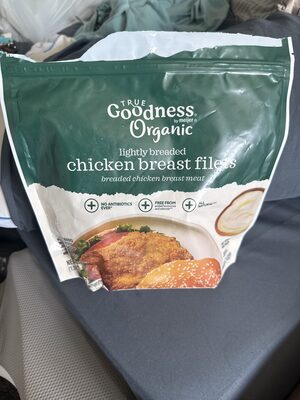 TRUE
Goodness
by meijer
Organic
lightly breaded
chicken breast filets
breaded chicken breast meat
NO ANTIBIOTICS
EVER*
FREE FROM